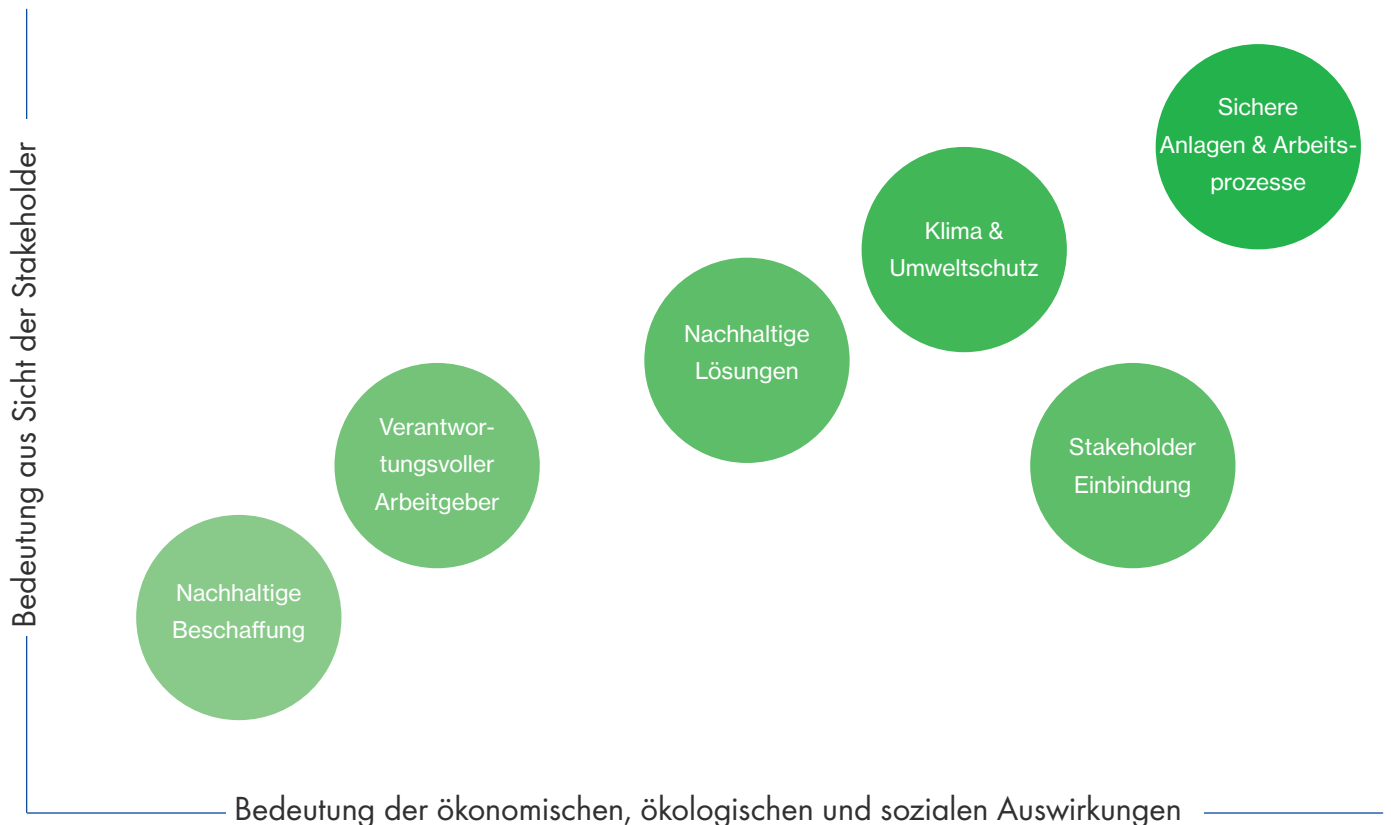 Bedeutung aus Sicht der Stakeholder
Sichere
Anlagen & Arbeits-
prozesse
Klima &
Umweltschutz
Nachhaltige
Lösungen
Verantwor-
tungsvoller
Arbeitgeber
Stakeholder
Einbindung
Nachhaltige
Beschaffung
Bedeutung der ökonomischen, ökologischen und sozialen Auswirkungen